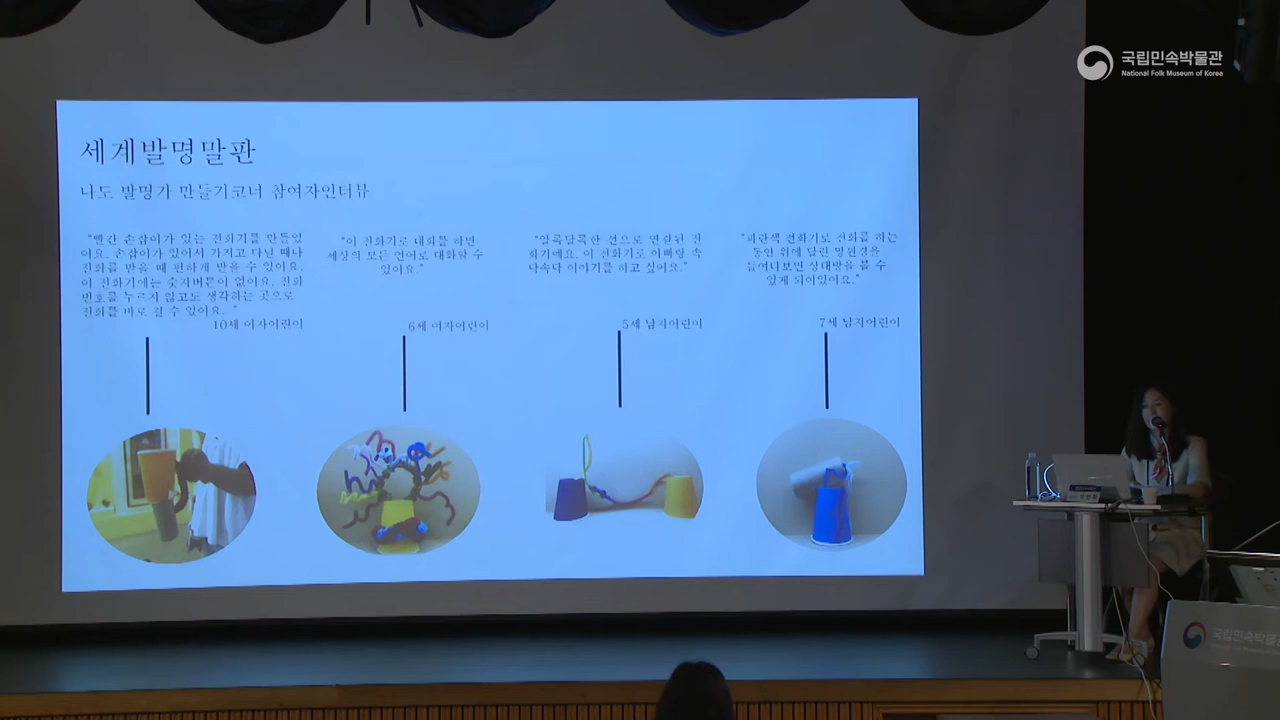 국립민속박물관
National Folk Museum of Korea
세계발명말판
나도 발명가 만들기코너 참여자인터뷰
“빨간 손잡이가 있는 전화기를 만들었
어요. 손잡이가 있어서 가지고 다닐 때나
전화를 받을 때 편하게 받을 수 있어요.
이 전화기에는 숫자버튼이 없어요. 전화
번호를 누르지 않고도 생각하는 곳으로
전화를 바로 걸 수 있어요. ”
10세 여자어린이
“이 전화기로 대화를 하면
세상의 모든 언어로 대화할 수
있어요.”
6세 여자어린이
“알록달록한 선으로 연결된 전
화기에요. 이 전화기로 아빠랑 속
닥속닥 이야기를 하고 싶어요.”
5세 남자어린이
“파란색 전화기로 전화를 하는
동안 위에 달린 망원경을
들여다보면 상대방을 볼 수
있게 되어있어요.”
7세 남자어린이
국립민속박물관